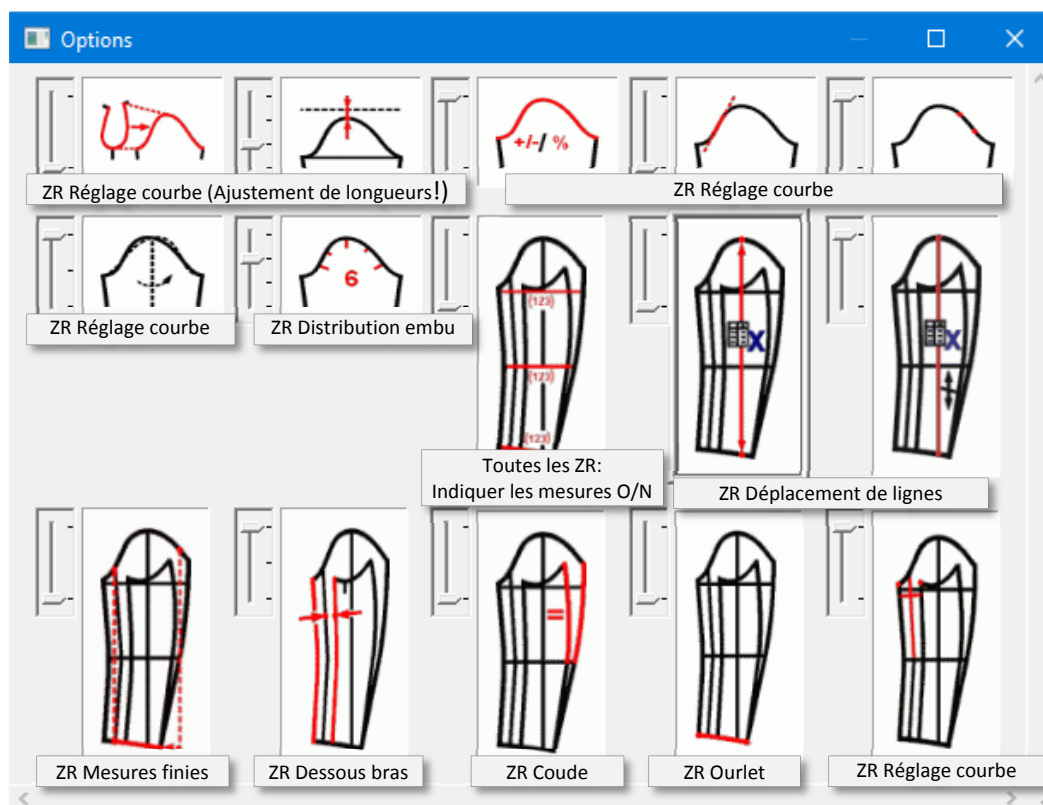 Options
+/-/ %
ZR Réglage courbe (Ajustement de longueurs!)
ZR Réglage courbe
6
ZR Réglage courbe
ZR Distribution embu
(123)
X
X
(123)
(123)
Toutes les ZR:
Indiquer les mesures O/N
ZR Déplacement de lignes
=
ZR Mesures finies
ZR Dessous bras
ZR Coude
ZR Ourlet
ZR Réglage courbe